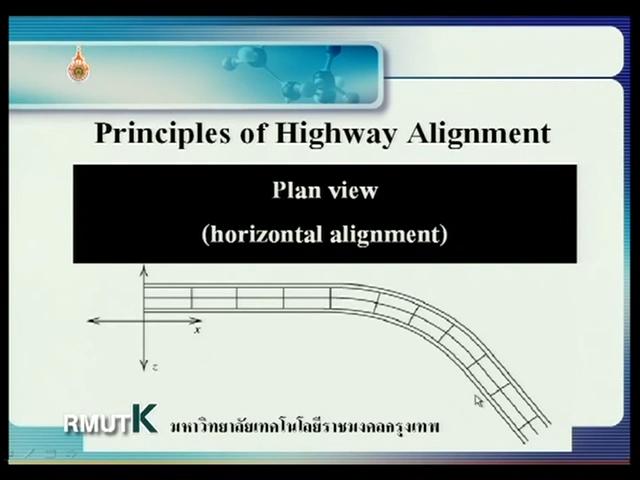 Principles of Highway Alignment
Plan view
(horizontal alignment)
x
z
RMUTK มหาวิทยาลัยเทคโนโลยีราชมงคลกรุงเทพ